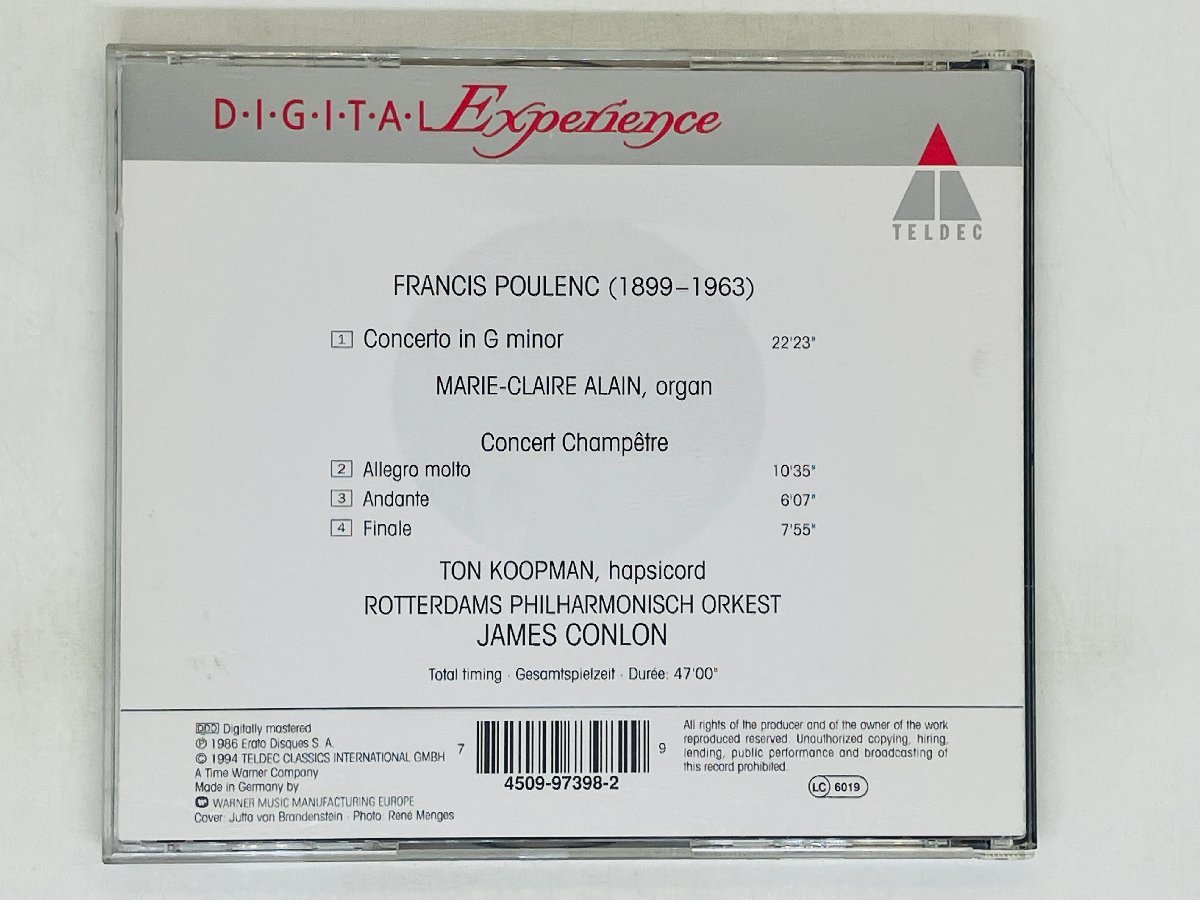 D·I·G·I·T·A·L Experience
TELDEC
FRANCIS POULENC (1899–1963)
1 Concerto in G minor 22'23"
MARIE-CLAIRE ALAIN, organ
Concert Champêtre
2 Allegro molto 10'35"
3 Andante 6'07"
4 Finale 7'55"
TON KOOPMAN, hapsicord
ROTTERDAMS PHILHARMONISCH ORKEST
JAMES CONLON
Total timing · Gesamtspielzeit · Durée: 47'00"
DDD Digitally mastered
℗ 1986 Erato Disques S. A.
© 1994 TELDEC CLASSICS INTERNATIONAL GMBH
A Time Warner Company
Made in Germany by
WARNER MUSIC MANUFACTURING EUROPE
Cover: Jutta von Brandenstein · Photo: René Menges
7 9
4509-97398-2
All rights of the producer and of the owner of the work
reproduced reserved. Unauthorized copying, hiring,
lending, public performance and broadcasting of
this record prohibited.
LC 6019